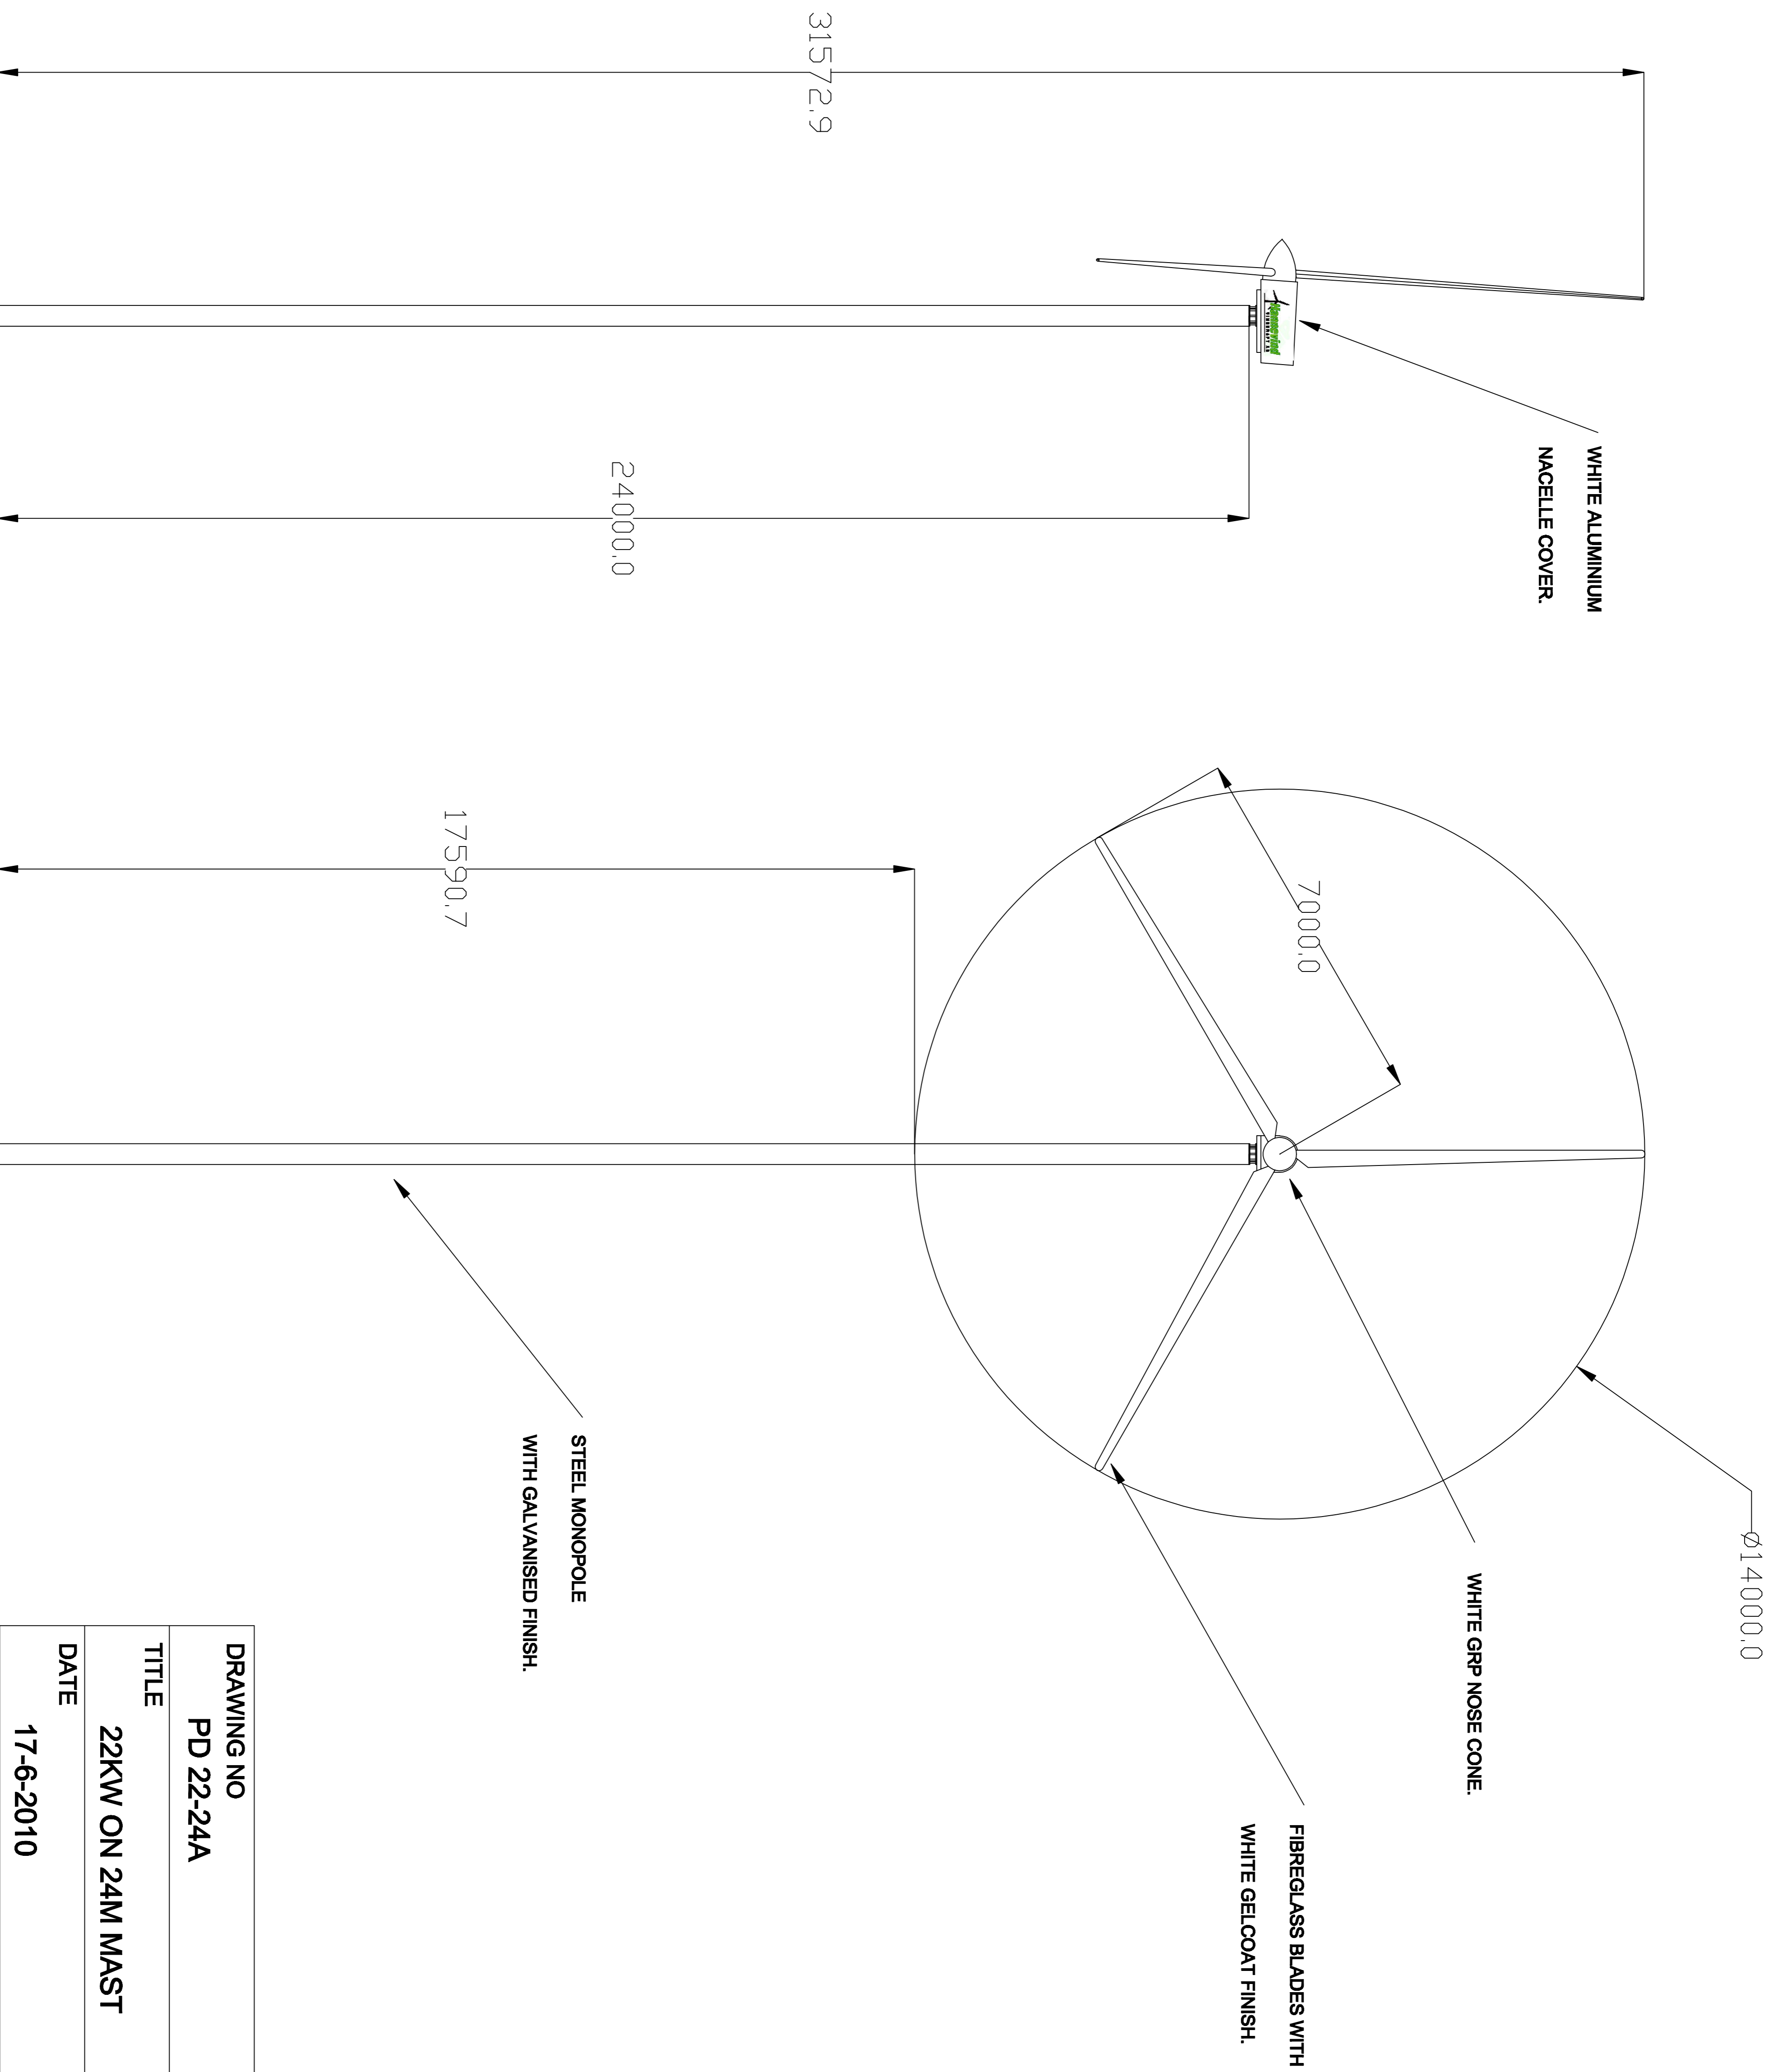 31572,9
24000,0
WHITE ALUMINIUM
NACELLE COVER.
17590,7
7000,0
Ø14000,0
WHITE GRP NOSE CONE.
FIBREGLASS BLADES WITH
WHITE GELCOAT FINISH.
STEEL MONOPOLE
WITH GALVANISED FINISH.
DRAWING NO
PD 22-24A
TITLE
22KW ON 24M MAST
DATE
17-6-2010